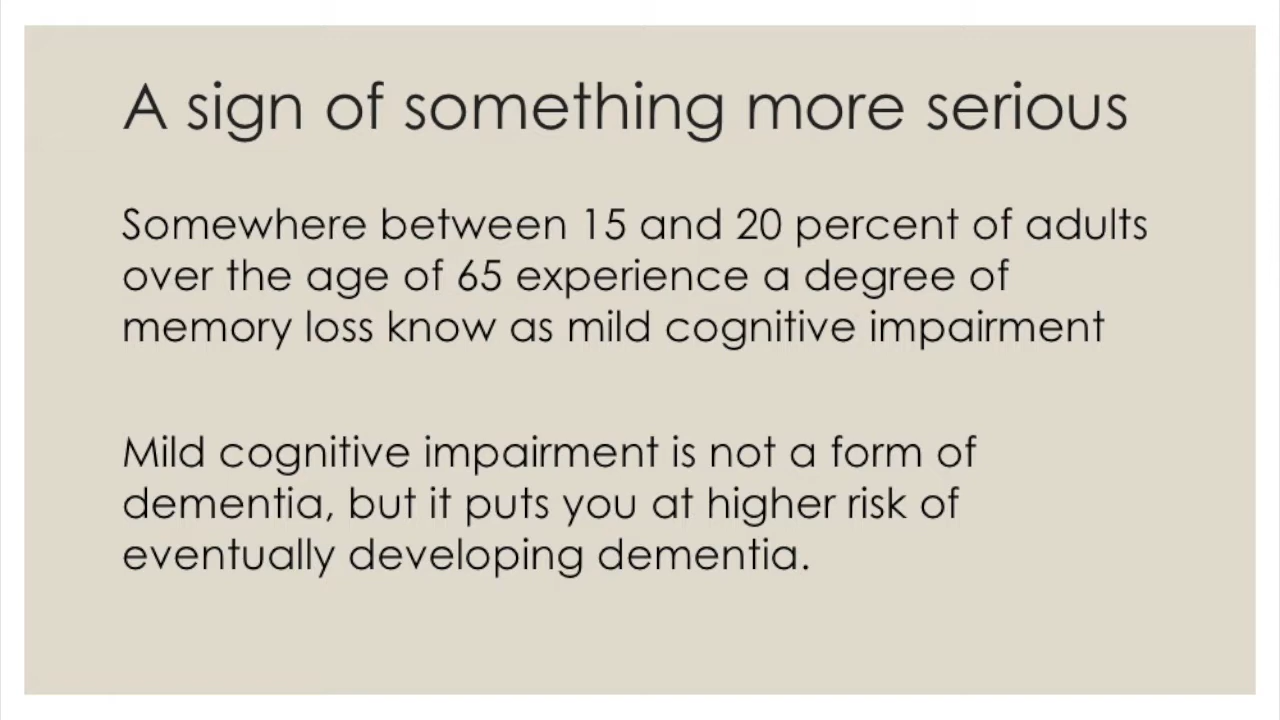 A sign of something more serious
Somewhere between 15 and 20 percent of adults
over the age of 65 experience a degree of
memory loss know as mild cognitive impairment
Mild cognitive impairment is not a form of
dementia, but it puts you at higher risk of
eventually developing dementia.